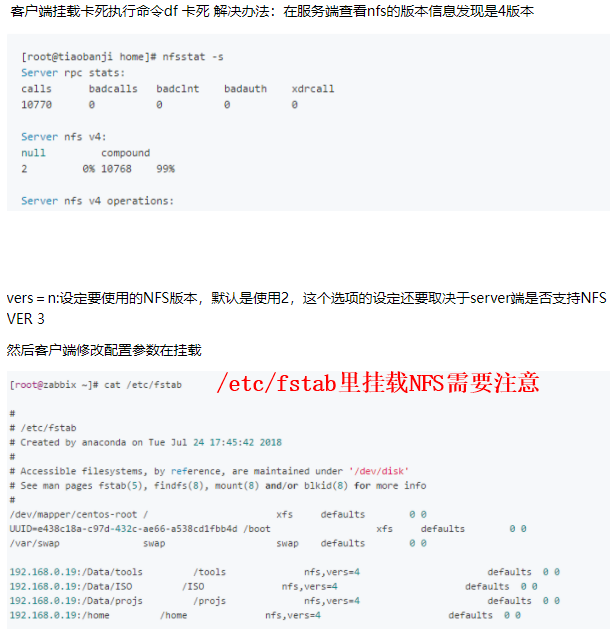 客户端挂载卡死执行命令df 卡死 解决办法：在服务端查看nfs的版本信息发现是4版本
[root@tiaobanji home]# nfsstat -s
Server rpc stats:
calls badcalls badclnt badauth xdrcall
10770 0 0 0 0
Server nfs v4:
null compound
2 0% 10768 99%
Server nfs v4 operations:
vers＝n:设定要使用的NFS版本，默认是使用2，这个选项的设定还要取决于server端是否支持NFS
VER 3
然后客户端修改配置参数在挂载
[root@zabbix ~]# cat /etc/fstab
/etc/fstab里挂载NFS需要注意
#
# /etc/fstab
# Created by anaconda on Tue Jul 24 17:45:42 2018
#
# Accessible filesystems, by reference, are maintained under '/dev/disk'
# See man pages fstab(5), findfs(8), mount(8) and/or blkid(8) for more info
#
/dev/mapper/centos-root / xfs defaults 0 0
UUID=e438c18a-c97d-432c-ae66-a538cd1fbb4d /boot xfs defaults 0 0
/var/swap swap swap defaults 0 0
192.168.0.19:/Data/tools /tools nfs,vers=4 defaults 0 0
192.168.0.19:/Data/ISO /ISO nfs,vers=4 defaults 0 0
192.168.0.19:/Data/projs /projs nfs,vers=4 defaults 0 0
192.168.0.19:/home /home nfs,vers=4 defaults 0 0